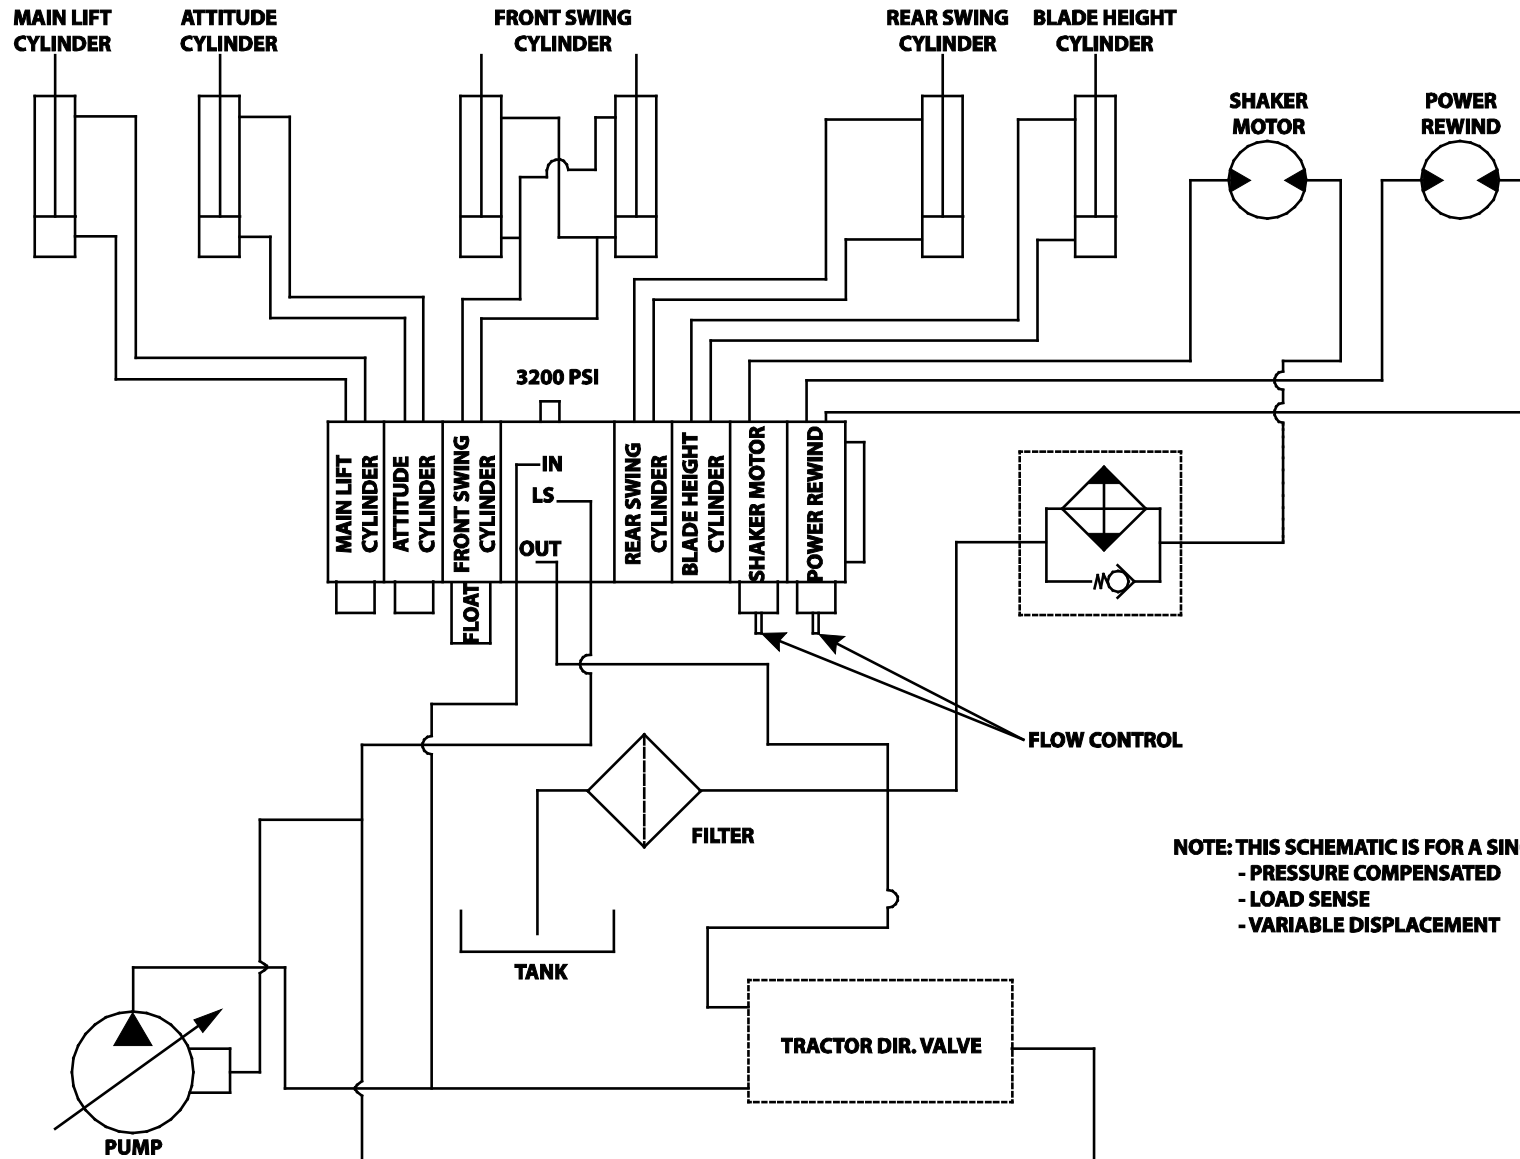 MAIN LIFT
CYLINDER
ATTITUDE
CYLINDER
FRONT SWING
CYLINDER
REAR SWING
CYLINDER
BLADE HEIGHT
CYLINDER
SHAKER
MOTOR
POWER
REWIND
3200 PSI
MAIN LIFT
CYLINDER
ATTITUDE
CYLINDER
FRONT SWING
CYLINDER
IN
LS
OUT
REAR SWING
CYLINDER
BLADE HEIGHT
CYLINDER
SHAKER MOTOR
POWER REWIND
FLOAT
FLOW CONTROL
FILTER
TANK
NOTE: THIS SCHEMATIC IS FOR A SIN
- PRESSURE COMPENSATED
- LOAD SENSE
- VARIABLE DISPLACEMENT
TRACTOR DIR. VALVE
PUMP